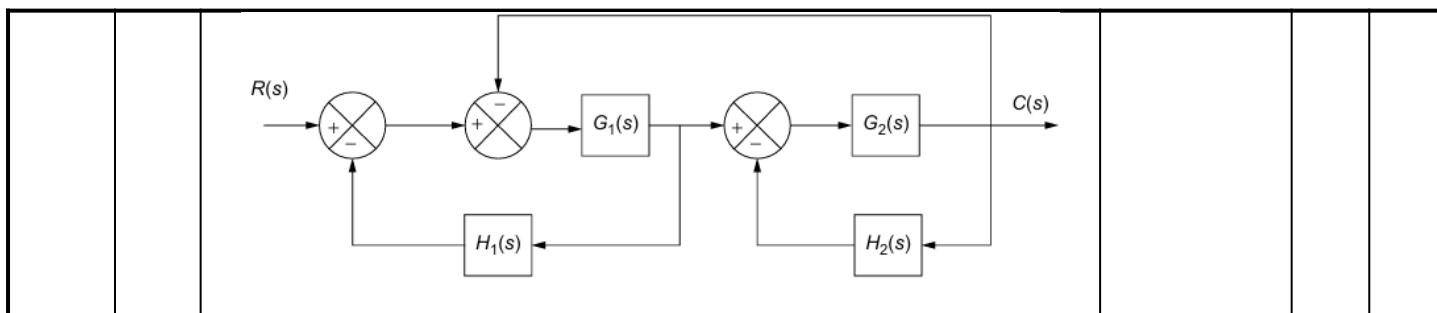 R(s)
C(s)
−
+
+
−
G₁(s)
+
−
G₂(s)
H₁(s)
H₂(s)